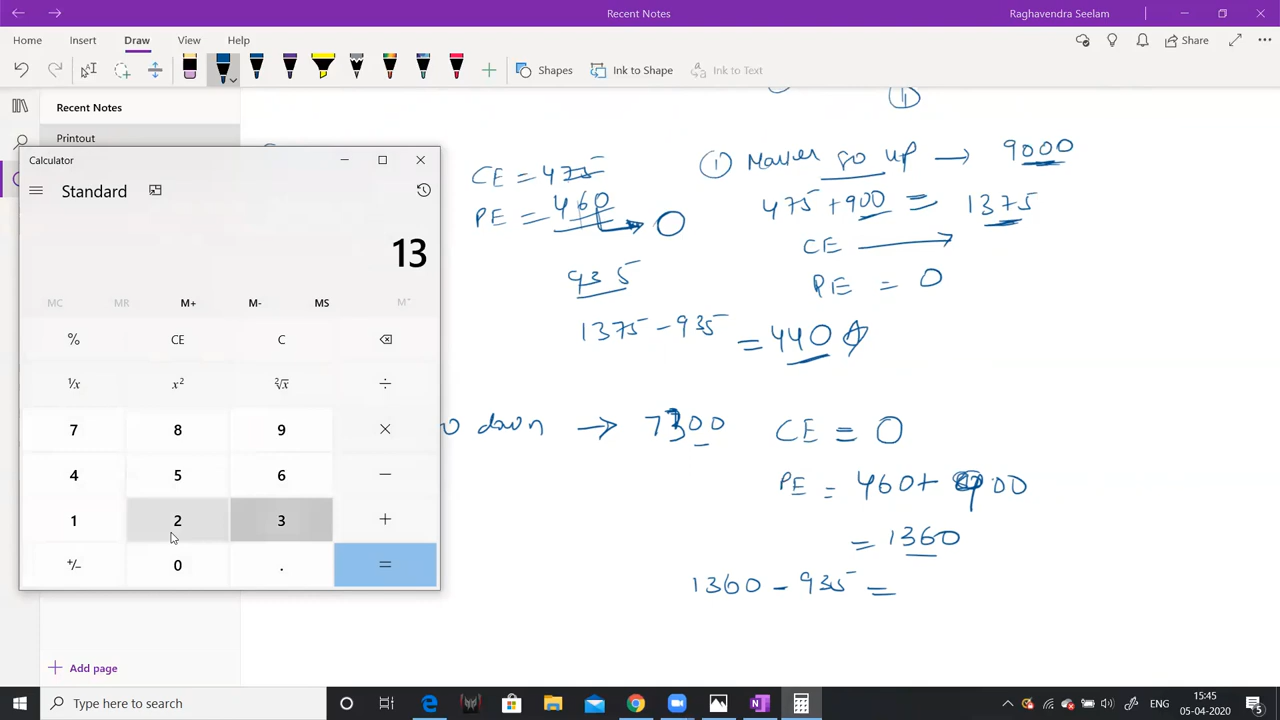 Recent Notes
Raghavendra Seelam
Home Insert Draw View Help
Share
Shapes
Ink to Shape
Ink to Text
Recent Notes
Printout
Calculator
Standard
13
MC MR M+ M- MS M˅
% CE C
¹/x x² ²√x ÷
7 8 9 ×
4 5 6 −
1 2 3 +
+/− 0 . =
Add page
CE = 475
PE = 460 → 0
935
1375 - 935 = 440
① go up → 9000
475 + 900 = 1375
CE →
PE = 0
down → 7300
CE = 0
PE = 460 + 900
= 1360
1360 - 935 =
Type here to search
15:45
05-04-2020